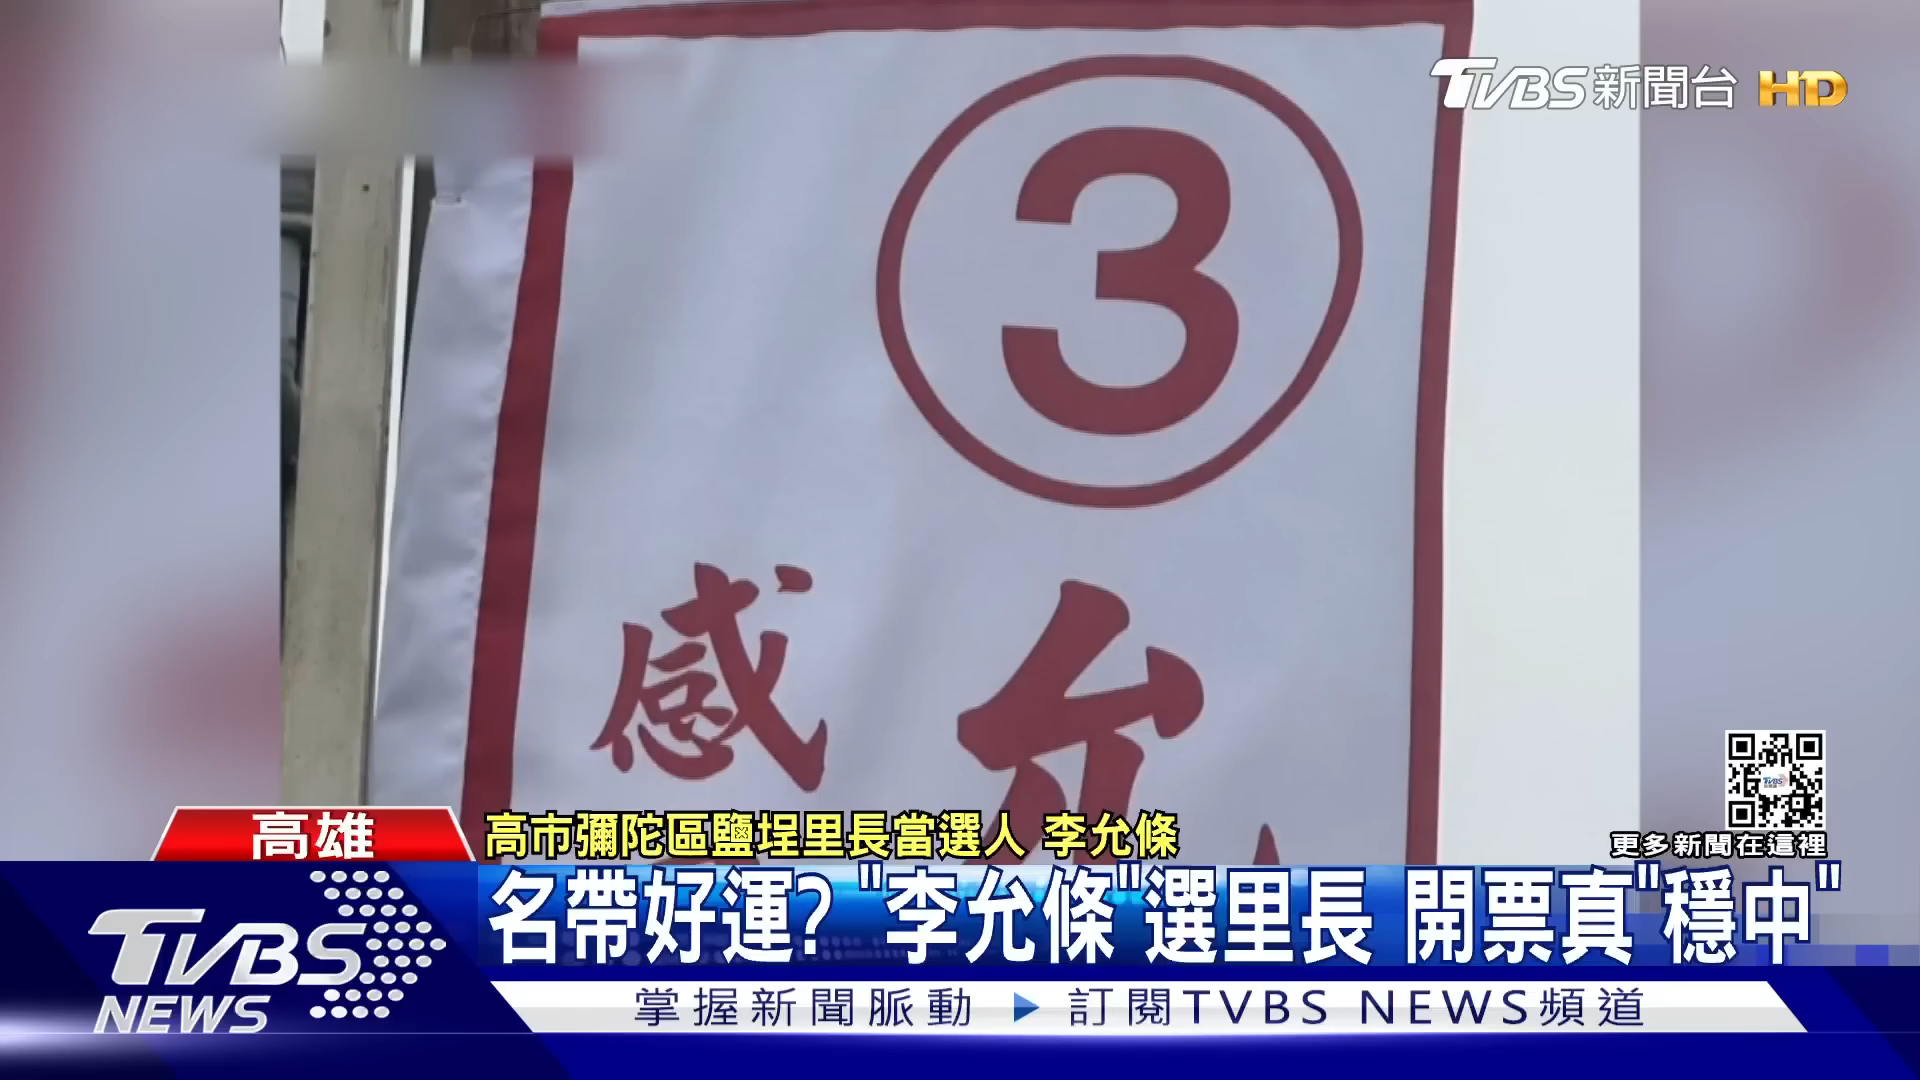 TVBS新聞台 HD
3
感
允
更多新聞在這裡
高雄
高市彌陀區鹽埕里長當選人 李允條
名帶好運? "李允條"選里長 開票真"穩中"
TVBS
NEWS
掌握新聞脈動 ▶ 訂閱TVBS NEWS頻道